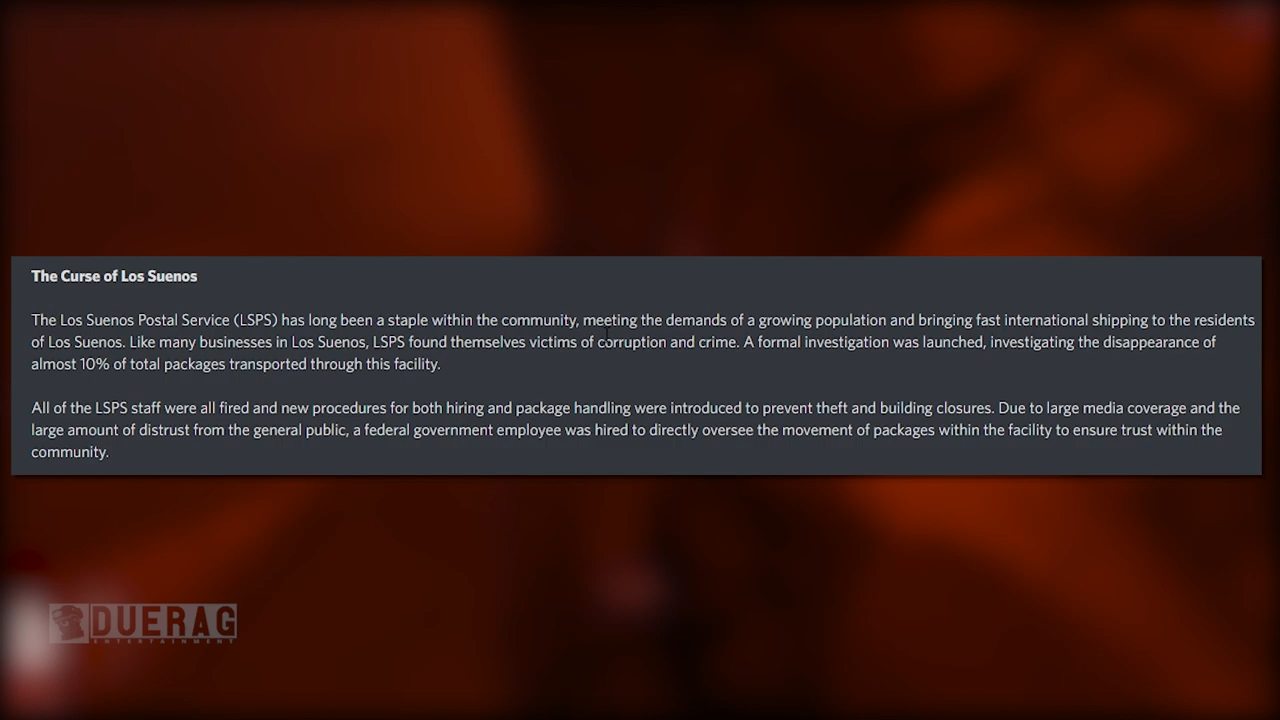 The Curse of Los Suenos
The Los Suenos Postal Service (LSPS) has long been a staple within the community, meeting the demands of a growing population and bringing fast international shipping to the residents
of Los Suenos. Like many businesses in Los Suenos, LSPS found themselves victims of corruption and crime. A formal investigation was launched, investigating the disappearance of
almost 10% of total packages transported through this facility.
All of the LSPS staff were all fired and new procedures for both hiring and package handling were introduced to prevent theft and building closures. Due to large media coverage and the
large amount of distrust from the general public, a federal government employee was hired to directly oversee the movement of packages within the facility to ensure trust within the
community.
DUERAG
ENTERTAINMENT